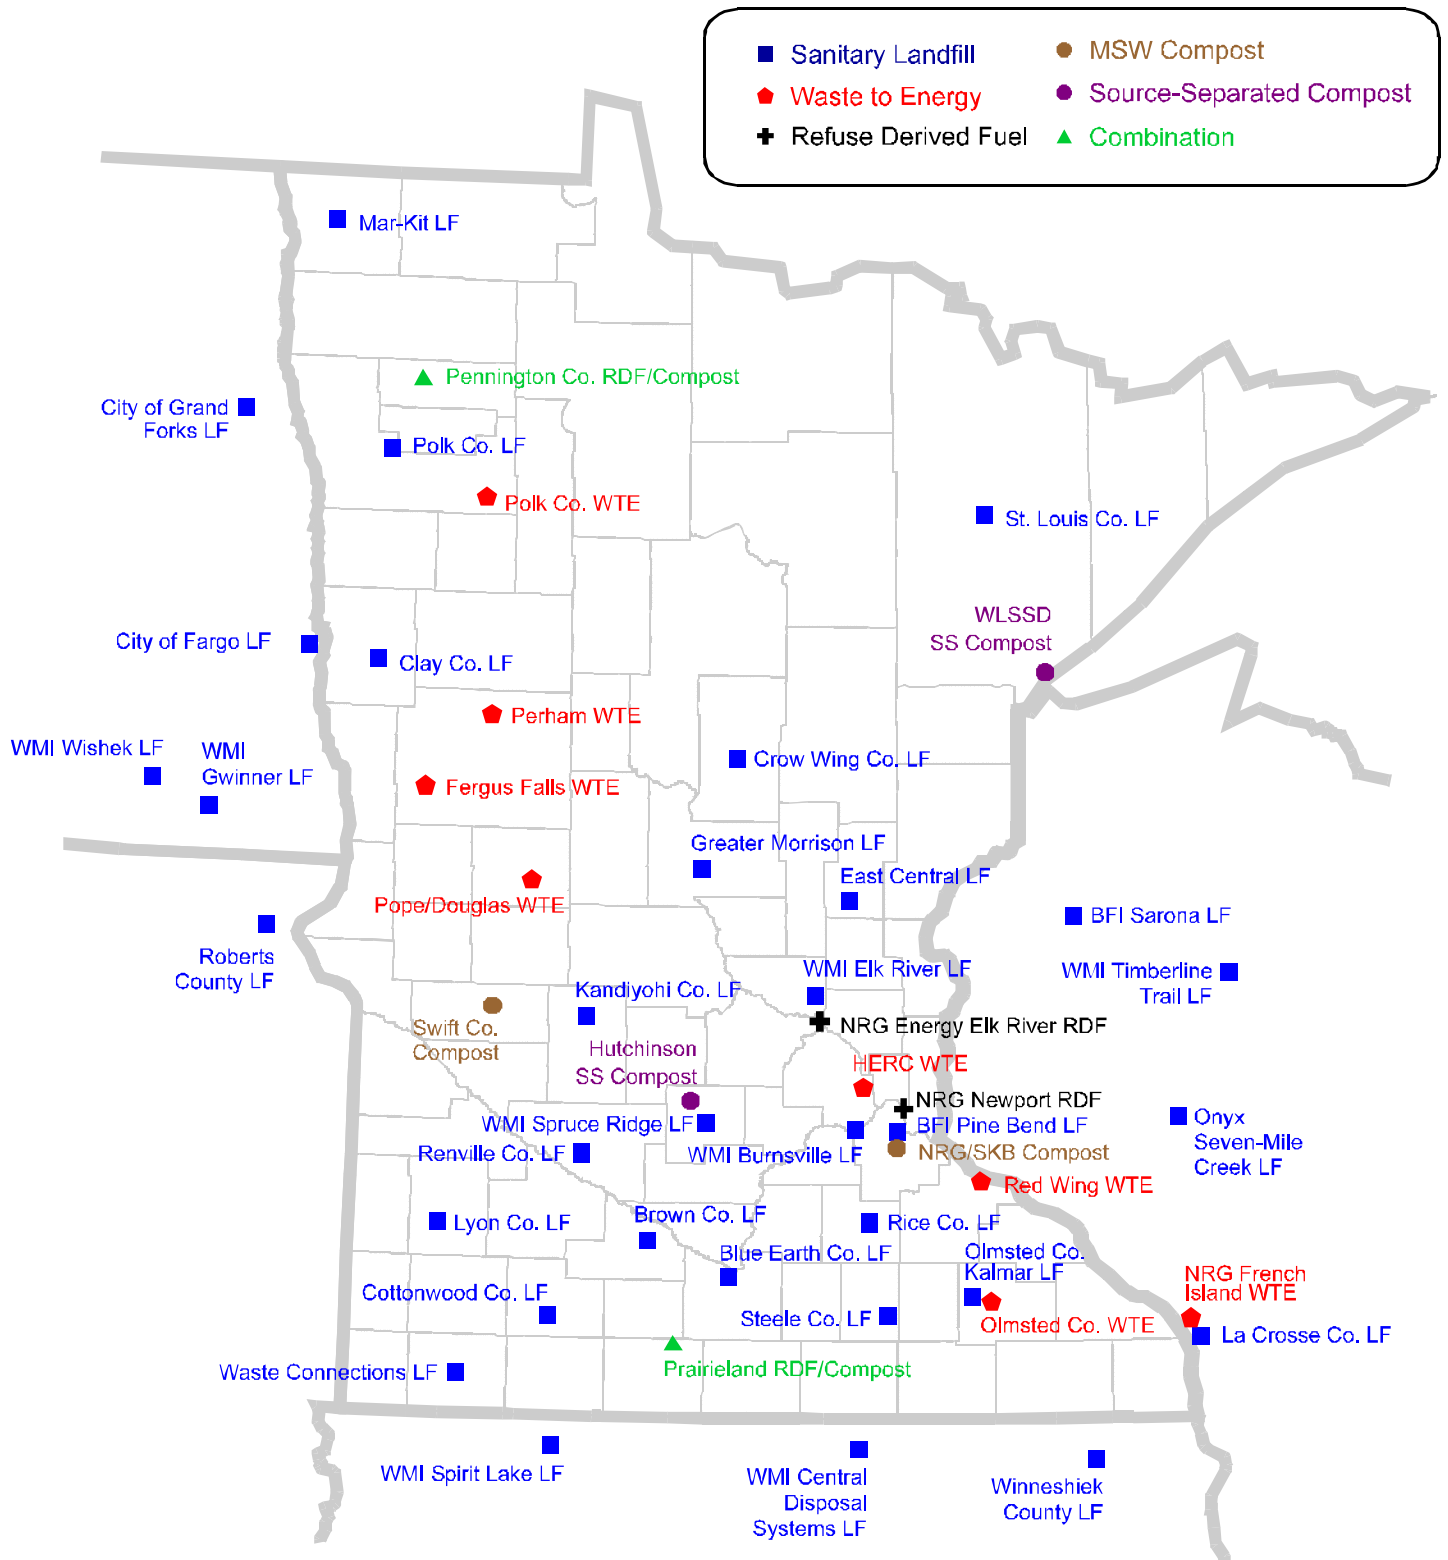 Sanitary Landfill
Waste to Energy
Refuse Derived Fuel
MSW Compost
Source-Separated Compost
Combination
Mar-Kit LF
Pennington Co. RDF/Compost
City of Grand
Forks LF
Polk Co. LF
Polk Co. WTE
St. Louis Co. LF
WLSSD
SS Compost
City of Fargo LF
Clay Co. LF
Perham WTE
WMI Wishek LF
WMI
Gwinner LF
Crow Wing Co. LF
Fergus Falls WTE
Greater Morrison LF
East Central LF
Pope/Douglas WTE
BFI Sarona LF
Roberts
County LF
WMI Elk River LF
WMI Timberline
Trail LF
Kandiyohi Co. LF
Swift Co.
Compost
NRG Energy Elk River RDF
Hutchinson
SS Compost
HERC WTE
NRG Newport RDF
WMI Spruce Ridge LF
BFI Pine Bend LF
Onyx
Seven-Mile
Creek LF
Renville Co. LF
WMI Burnsville LF
NRG/SKB Compost
Red Wing WTE
Lyon Co. LF
Brown Co. LF
Rice Co. LF
Blue Earth Co. LF
Olmsted Co.
Kalmar LF
NRG French
Island WTE
Cottonwood Co. LF
Steele Co. LF
Olmsted Co. WTE
La Crosse Co. LF
Waste Connections LF
Prairieland RDF/Compost
WMI Spirit Lake LF
WMI Central
Disposal
Systems LF
Winneshiek
County LF